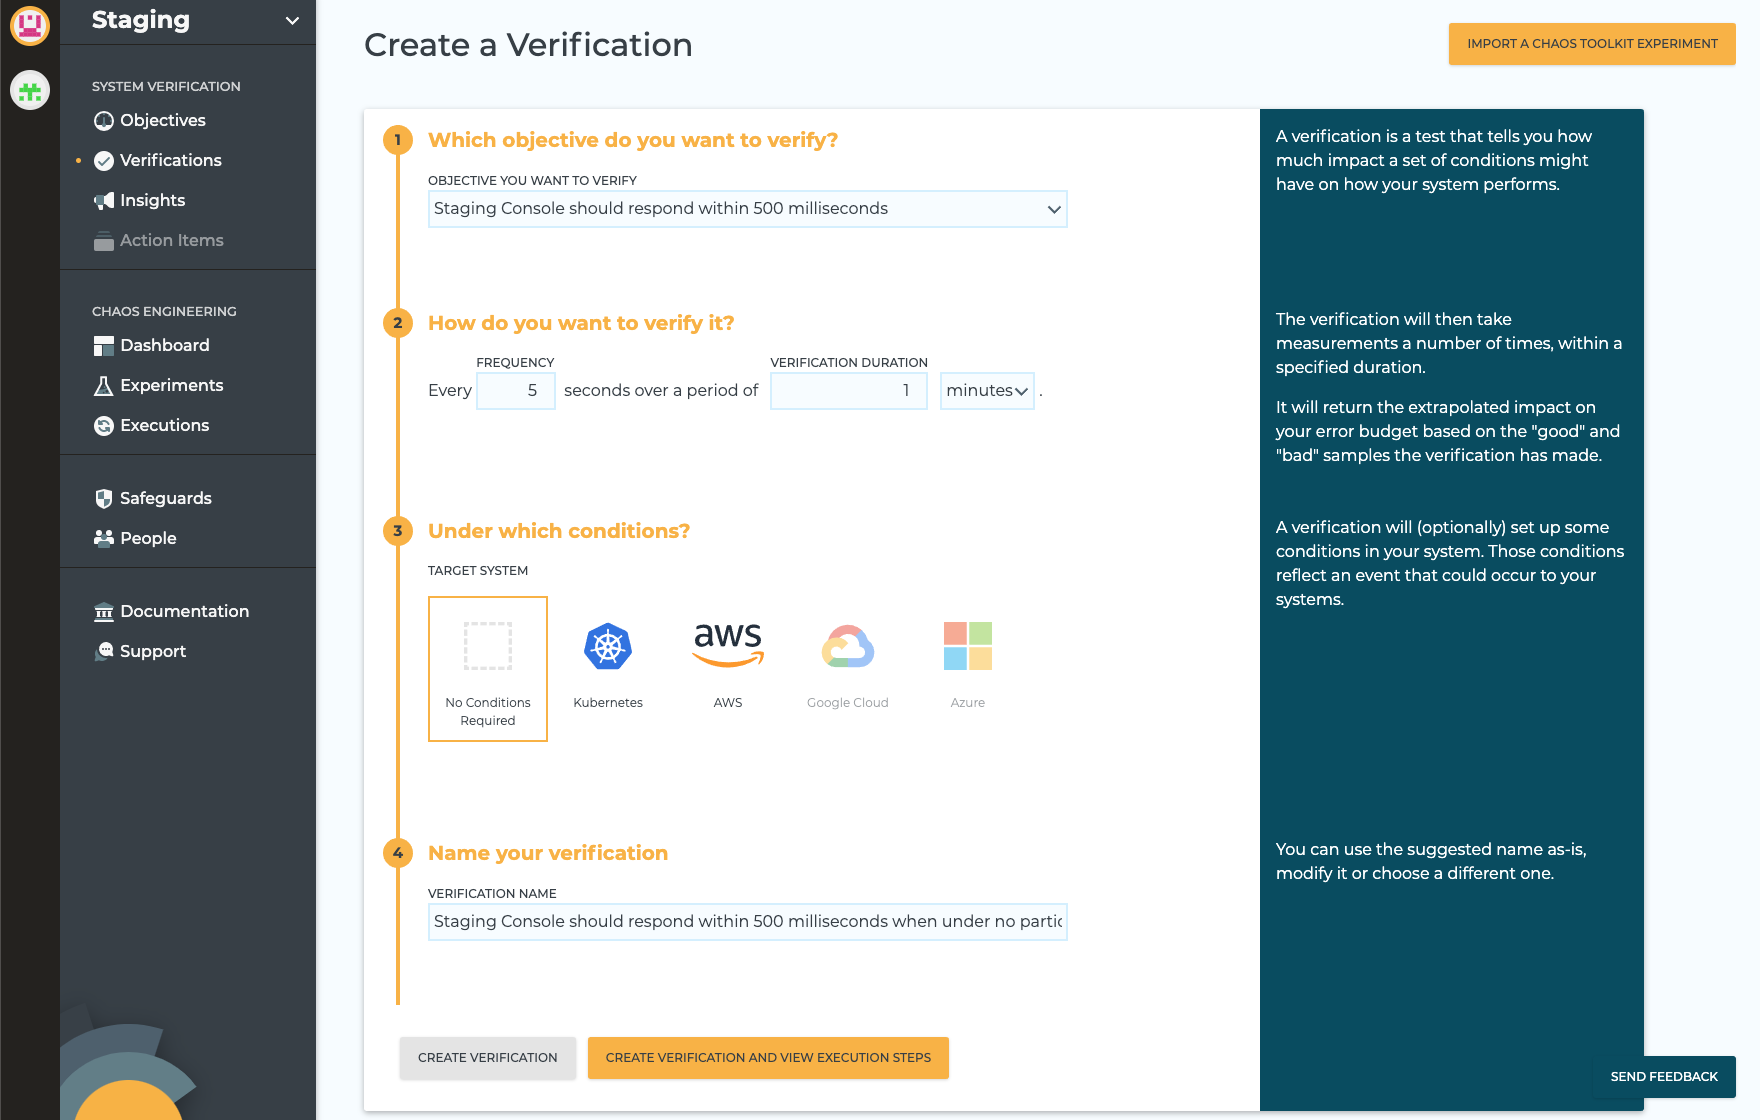 Staging
SYSTEM VERIFICATION
Objectives
Verifications
Insights
Action Items
CHAOS ENGINEERING
Dashboard
Experiments
Executions
Safeguards
People
Documentation
Support
Create a Verification
IMPORT A CHAOS TOOLKIT EXPERIMENT
1
Which objective do you want to verify?
OBJECTIVE YOU WANT TO VERIFY
Staging Console should respond within 500 milliseconds
A verification is a test that tells you how
much impact a set of conditions might
have on how your system performs.
2
How do you want to verify it?
FREQUENCY
VERIFICATION DURATION
Every 5 seconds over a period of 1 minutes .
The verification will then take
measurements a number of times, within a
specified duration.
It will return the extrapolated impact on
your error budget based on the "good" and
"bad" samples the verification has made.
3
Under which conditions?
TARGET SYSTEM
aws
No Conditions
Required
Kubernetes
AWS
Google Cloud
Azure
A verification will (optionally) set up some
conditions in your system. Those conditions
reflect an event that could occur to your
systems.
4
Name your verification
VERIFICATION NAME
Staging Console should respond within 500 milliseconds when under no partic
You can use the suggested name as-is,
modify it or choose a different one.
CREATE VERIFICATION
CREATE VERIFICATION AND VIEW EXECUTION STEPS
SEND FEEDBACK